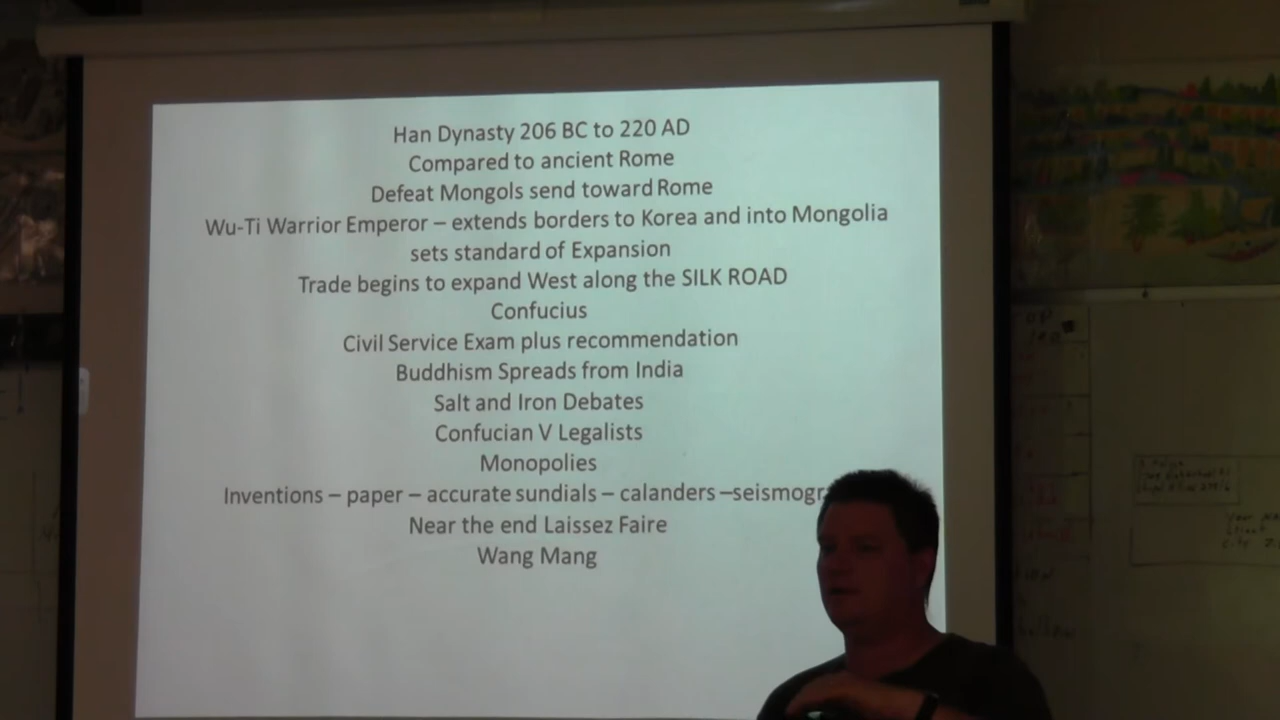 Han Dynasty 206 BC to 220 AD
Compared to ancient Rome
Defeat Mongols send toward Rome
Wu-Ti Warrior Emperor – extends borders to Korea and into Mongolia
sets standard of Expansion
Trade begins to expand West along the SILK ROAD
Confucius
Civil Service Exam plus recommendation
Buddhism Spreads from India
Salt and Iron Debates
Confucian V Legalists
Monopolies
Inventions – paper – accurate sundials – calanders –seismogr
Near the end Laissez Faire
Wang Mang